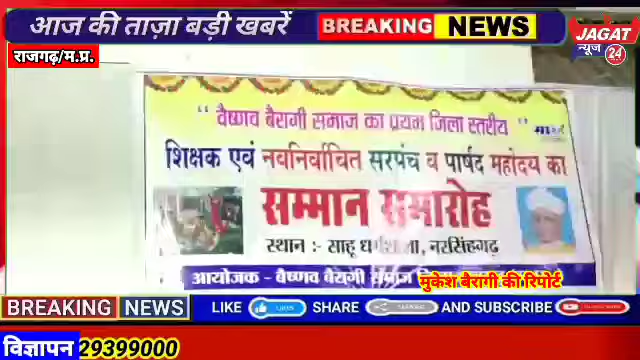 आज की ताज़ा बड़ी खबरें BREAKING NEWS
JAGAT
न्यूज 24
राजगढ़/म.प्र.
" वैष्णव बैरागी समाज का प्रथम जिला स्तरीय "
शिक्षक एवं नवनिर्वाचित सरपंच व पार्षद महोदय का
सम्मान समारोह
स्थान :- साहू धर्मशाला, नरसिंहगढ़
आयोजक - वैष्णव बैरागी समाज
मुकेश बैरागी की रिपोर्ट
BREAKING NEWS LIKE SHARE AND SUBSCRIBE
विज्ञापन 29399000